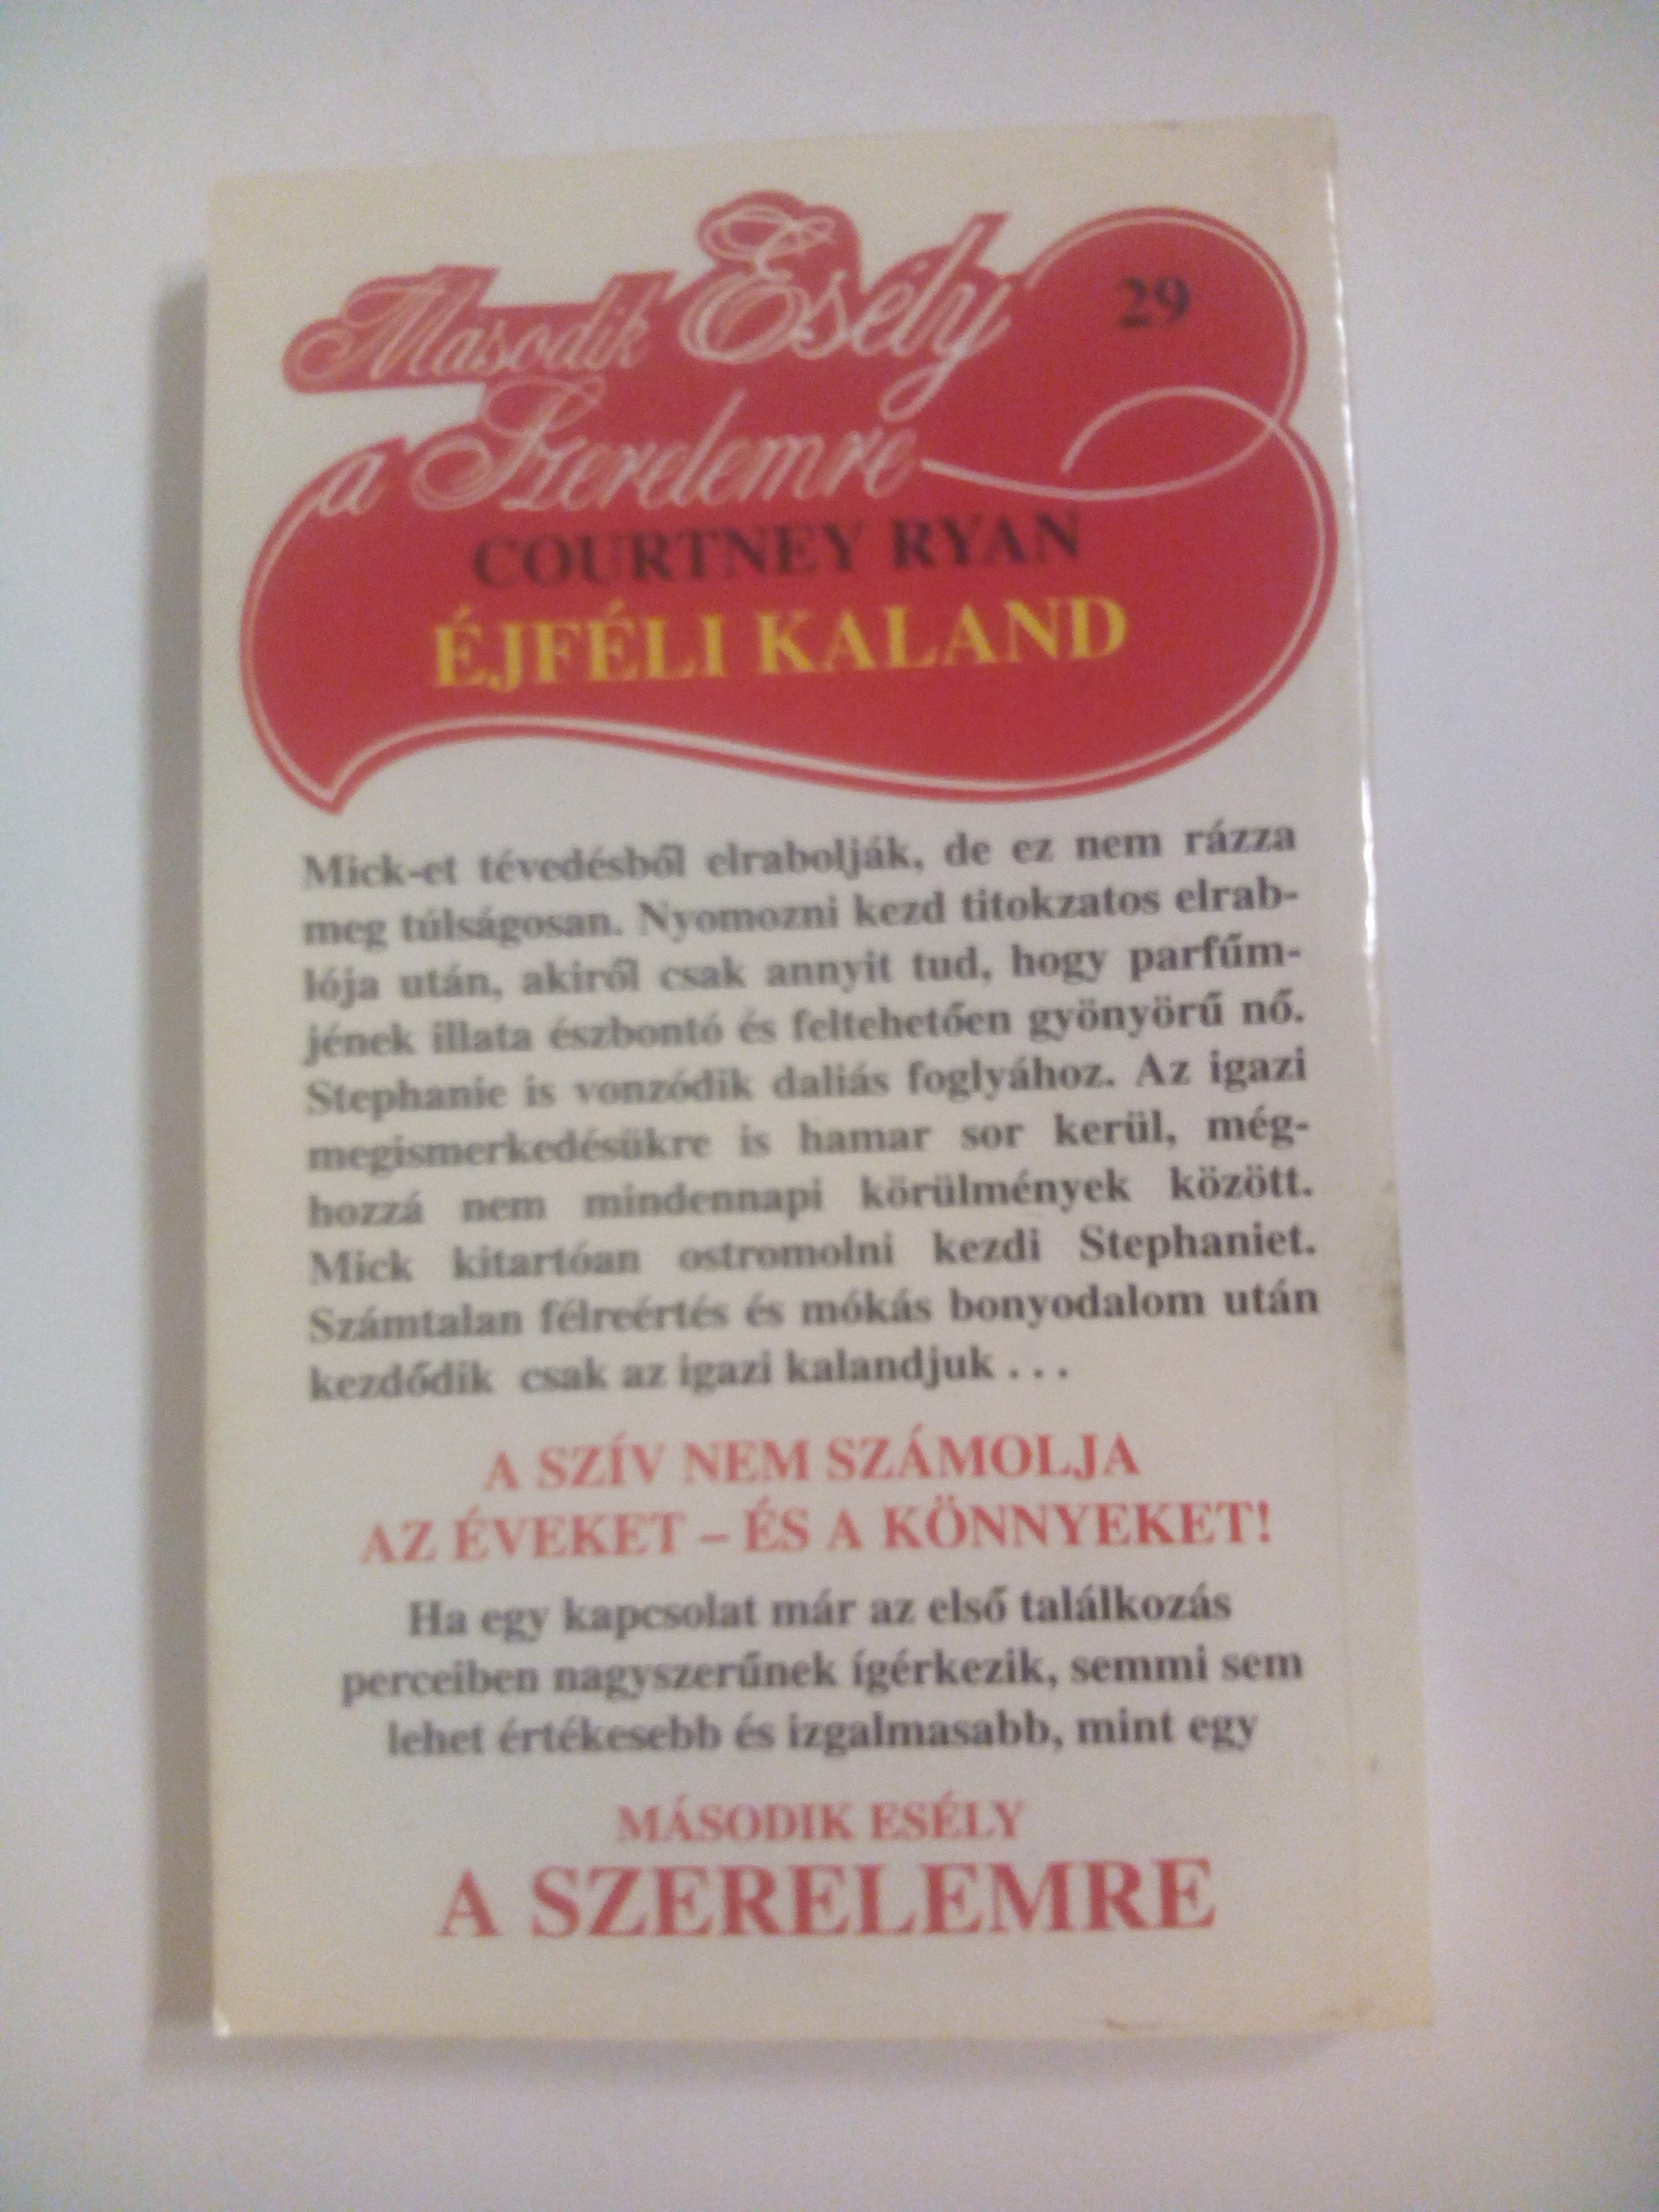 Második Esély
29
a Szerelemre
COURTNEY RYAN
ÉJFÉLI KALAND
Mick-et tévedésből elrabolják, de ez nem rázza
meg túlságosan. Nyomozni kezd titokzatos elrab-
lója után, akiről csak annyit tud, hogy parfűm-
jének illata észbontó és feltehetően gyönyörű nő.
Stephanie is vonzódik daliás foglyához. Az igazi
megismerkedésükre is hamar sor kerül, még-
hozzá nem mindennapi körülmények között.
Mick kitartóan ostromolni kezdi Stephaniet.
Számtalan félreértés és mókás bonyodalom után
kezdődik csak az igazi kalandjuk . . .
A SZÍV NEM SZÁMOLJA
AZ ÉVEKET – ÉS A KÖNNYEKET!
Ha egy kapcsolat már az első találkozás
perceiben nagyszerűnek ígérkezik, semmi sem
lehet értékesebb és izgalmasabb, mint egy
MÁSODIK ESÉLY
A SZERELEMRE